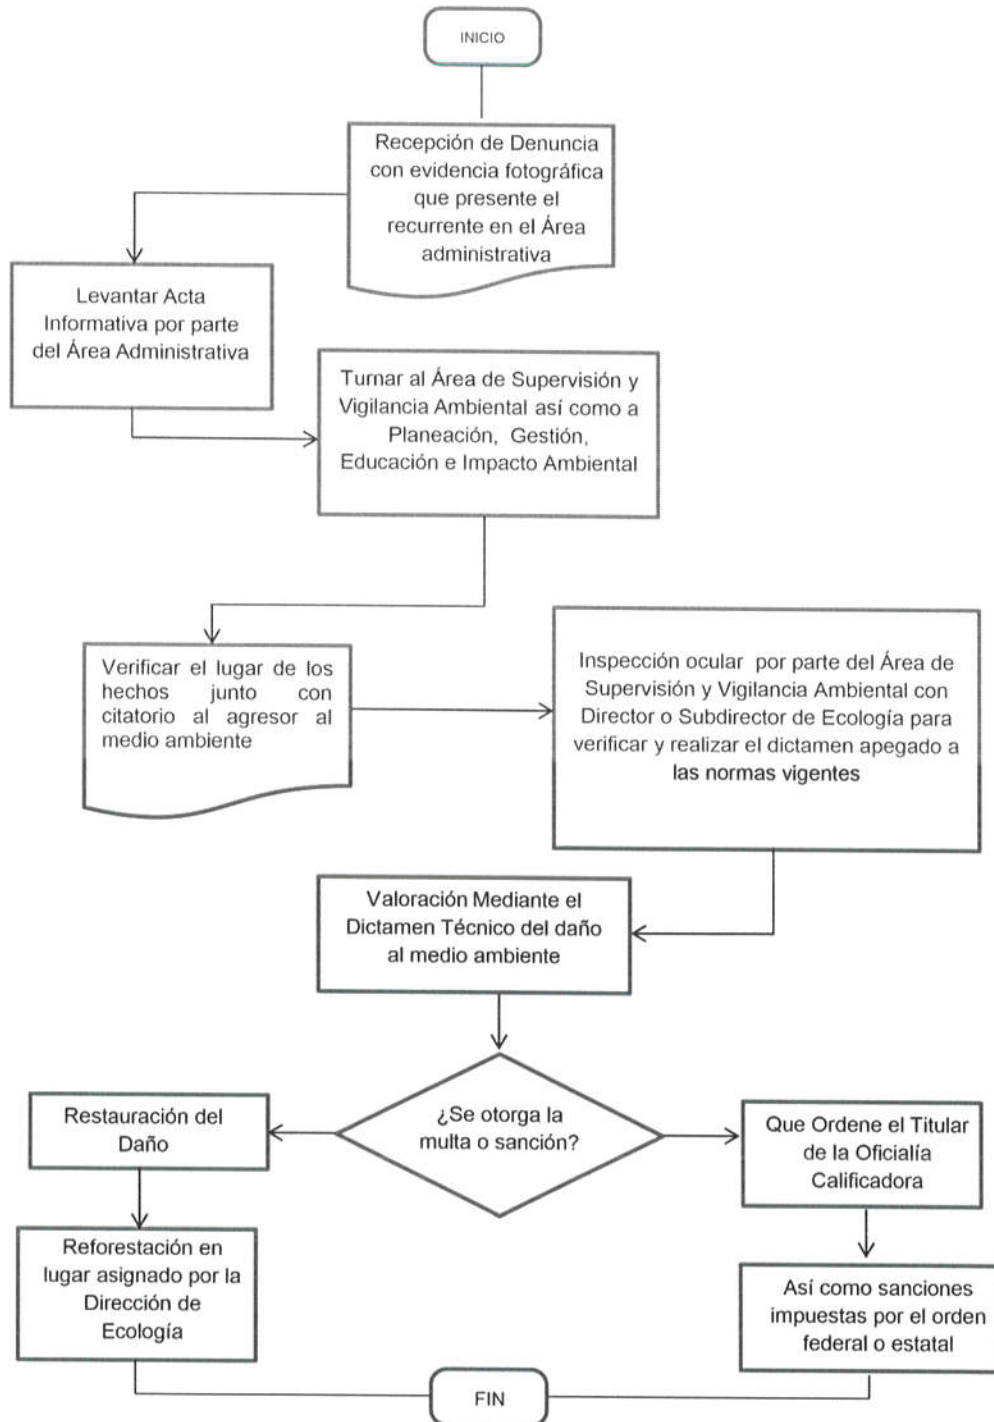 INICIO
Recepción de Denuncia
con evidencia fotográfica
que presente el
recurrente en el Área
administrativa
Levantar Acta
Informativa por parte
del Área Administrativa
Turnar al Área de Supervisión y
Vigilancia Ambiental así como a
Planeación, Gestión,
Educación e Impacto Ambiental
Verificar el lugar de los
hechos junto con
citatorio al agresor al
medio ambiente
Inspección ocular por parte del Área de
Supervisión y Vigilancia Ambiental con
Director o Subdirector de Ecología para
verificar y realizar el dictamen apegado a
las normas vigentes
Valoración Mediante el
Dictamen Técnico del daño
al medio ambiente
¿Se otorga la
multa o sanción?
Restauración del
Daño
Que Ordene el Titular
de la Oficialía
Calificadora
Reforestación en
lugar asignado por la
Dirección de
Ecología
Así como sanciones
impuestas por el orden
federal o estatal
FIN